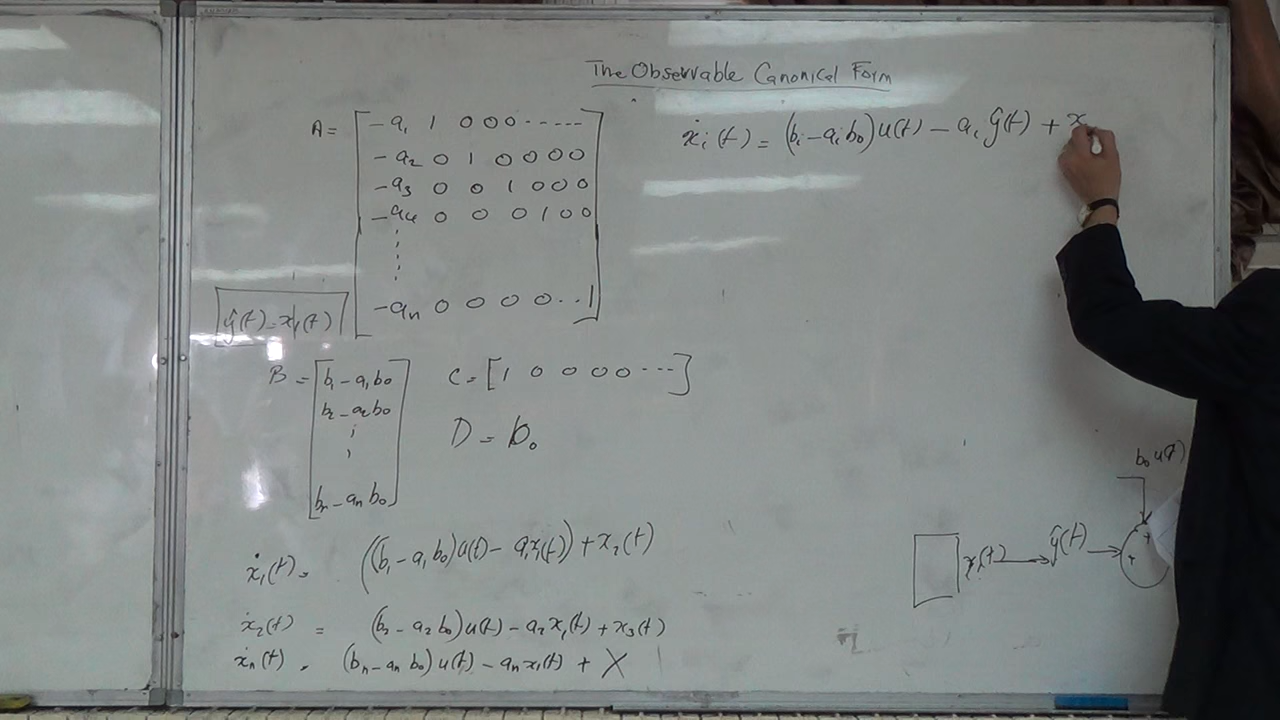 The Observable Canonical Form
A = [ -a₁ 1 0 0 0 ------
-a₂ 0 1 0 0 0 0
-a₃ 0 0 1 0 0 0
-a₄ 0 0 0 1 0 0
⋮
-aₙ 0 0 0 0 . . 1 ]
ŷ(t) = x₁(t)
B = [ b₁ - a₁b₀
b₂ - a₂b₀
⋮
bₙ - aₙb₀ ]
C = [ 1 0 0 0 0 ... ]
D = b₀
ẋ₁(t) = ((b₁ - a₁b₀)u(t) - a₁x₁(t)) + x₂(t)
ẋ₂(t) = (b₂ - a₂b₀)u(t) - a₂x₁(t) + x₃(t)
ẋₙ(t) = (bₙ - aₙb₀)u(t) - aₙx₁(t) + X
ẋᵢ(t) = (bᵢ - aᵢb₀)u(t) - aᵢŷ(t) + x
b₀u(t)
x₁(t) → ŷ(t) →
+
+